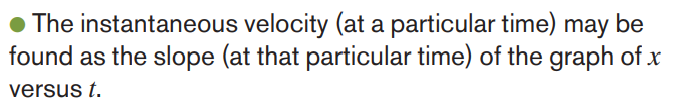 ● The instantaneous velocity (at a particular time) may be
found as the slope (at that particular time) of the graph of x
versus t.